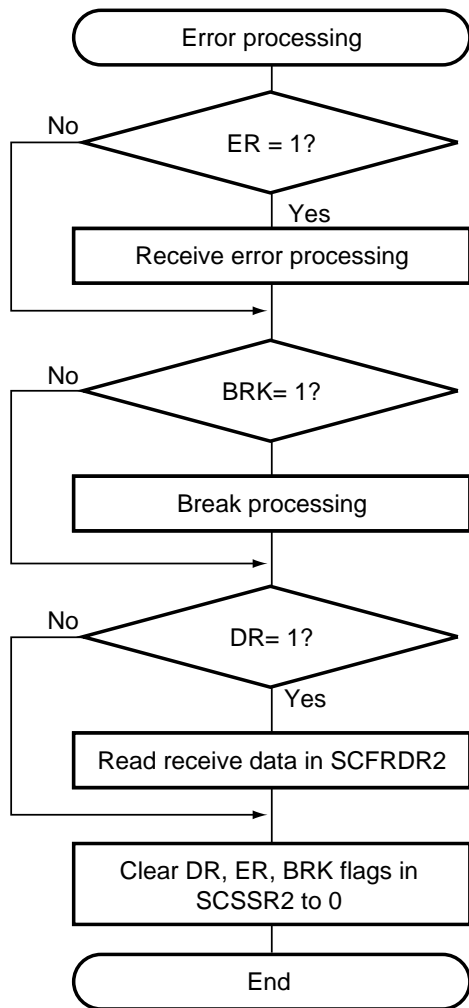 Error processing
No
ER = 1?
Yes
Receive error processing
No
BRK= 1?
Break processing
No
DR= 1?
Yes
Read receive data in SCFRDR2
Clear DR, ER, BRK flags in
SCSSR2 to 0
End